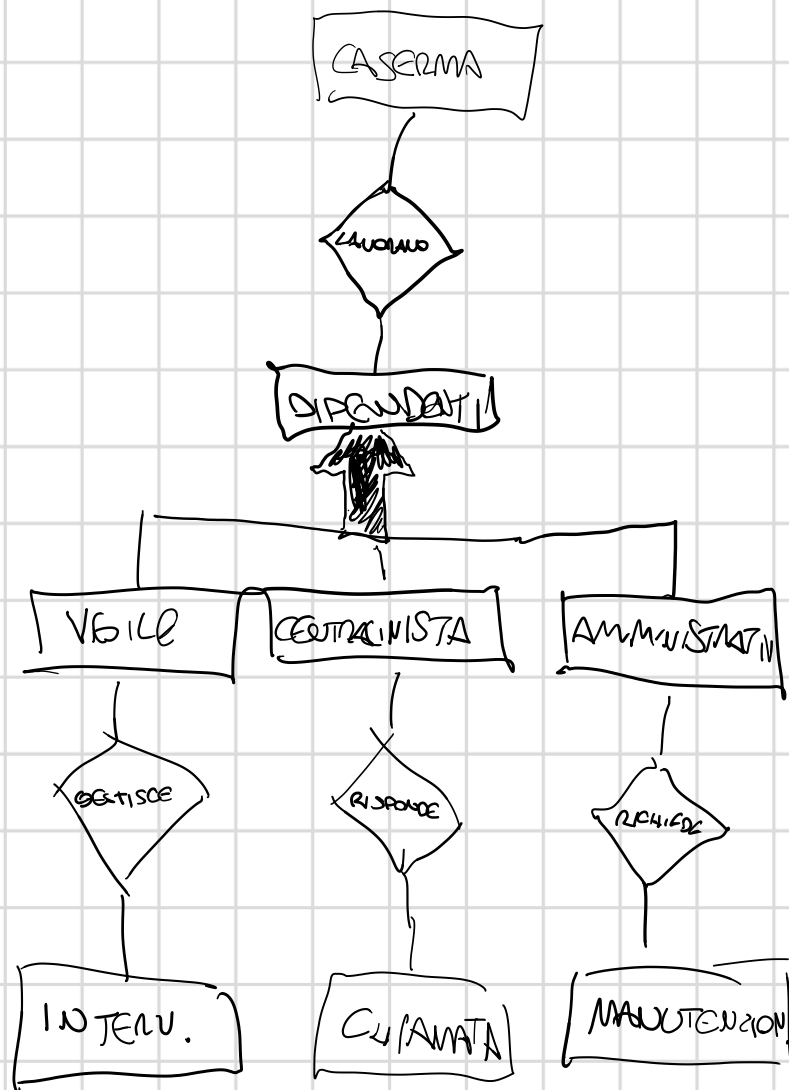 CASERMA
LAVORANO
DIPENDENTI
VIGILE
CENTRALINISTA
AMMINISTRATIV
GESTISCE
RISPONDE
RICHIEDE
INTERV.
CHIAMATA
MANUTENZION